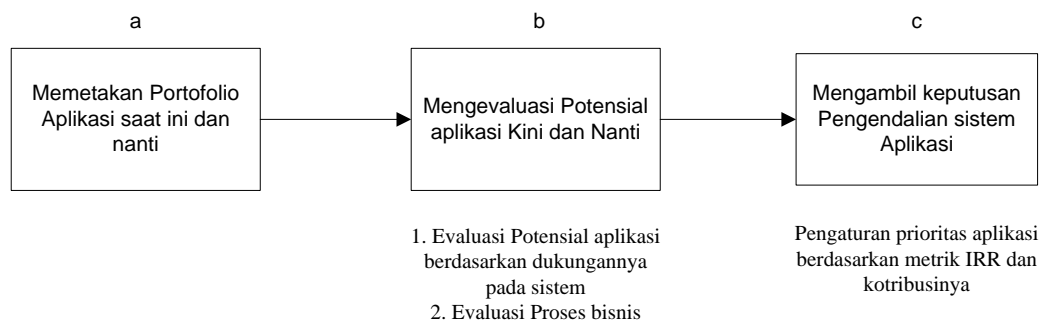 a
Memetakan Portofolio
Aplikasi saat ini dan
nanti
b
Mengevaluasi Potensial
aplikasi Kini dan Nanti
1. Evaluasi Potensial aplikasi
berdasarkan dukungannya
pada sistem
2. Evaluasi Proses bisnis
c
Mengambil keputusan
Pengendalian sistem
Aplikasi
Pengaturan prioritas aplikasi
berdasarkan metrik IRR dan
kotribusinya